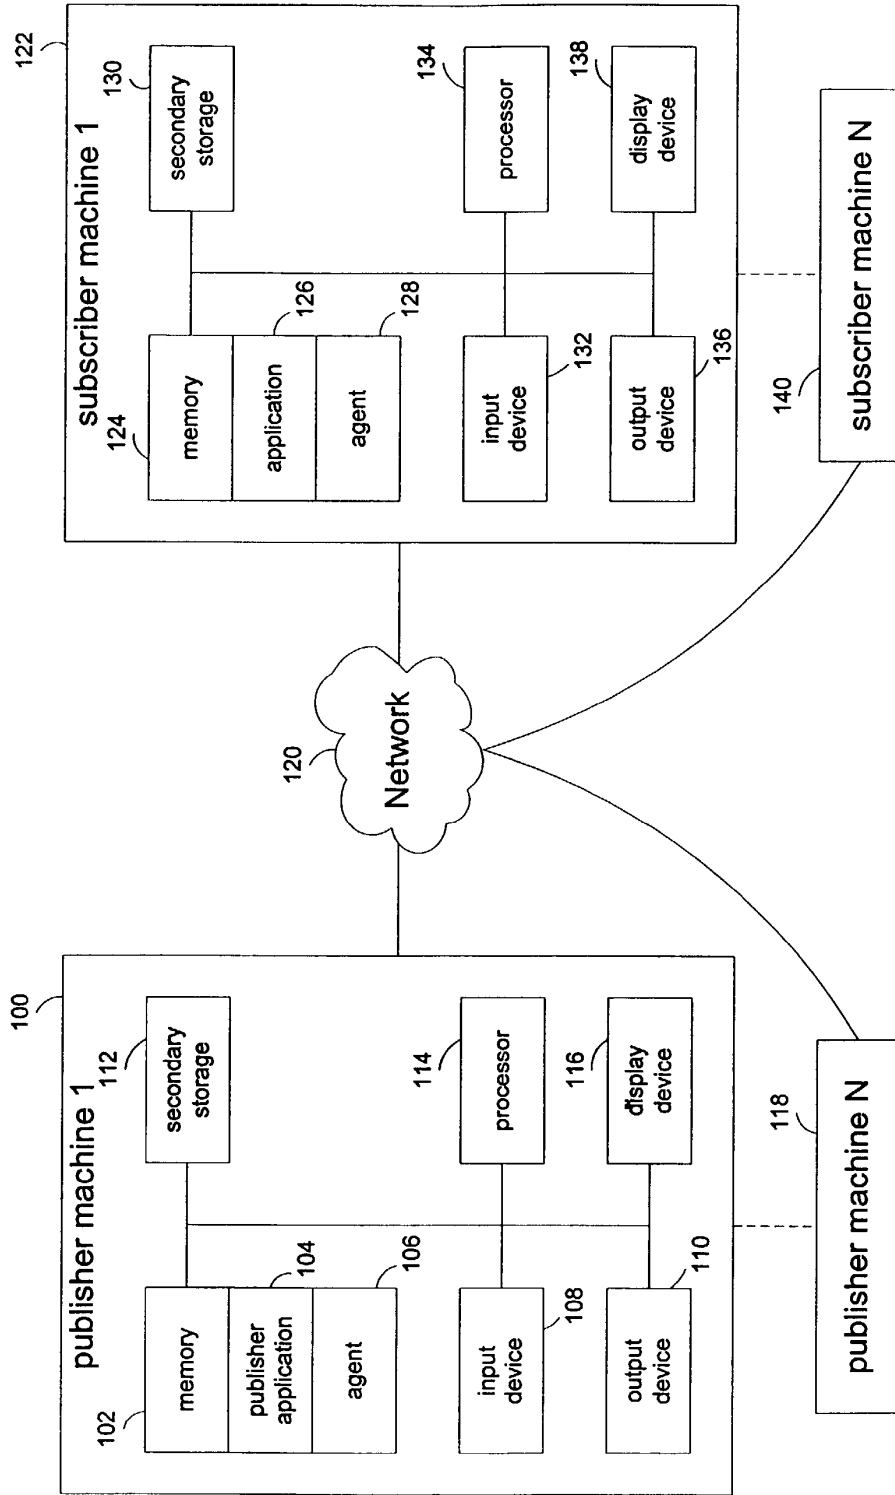 100
publisher machine 1
102
memory
104
publisher
application
106
agent
112
secondary
storage
108
input
device
114
processor
110
output
device
116
display
device
118
publisher machine N
120
Network
122
subscriber machine 1
124
memory
126
application
128
agent
130
secondary
storage
132
input
device
134
processor
136
output
device
138
display
device
140
subscriber machine N